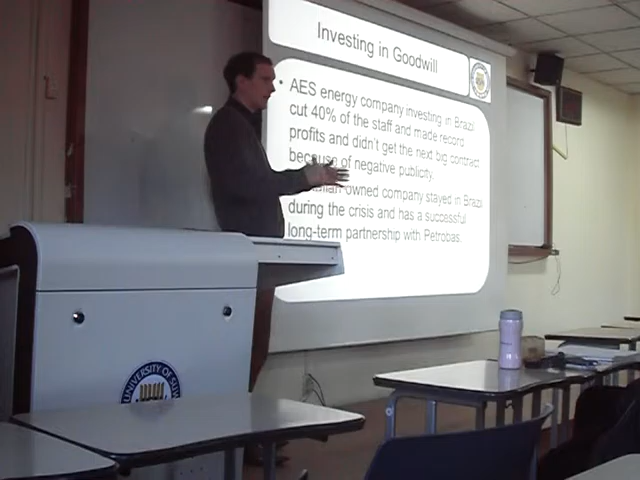 Investing in Goodwill
• AES energy company investing in Brazil
cut 40% of the staff and made record
profits and didn't get the next big contract
because of negative publicity.
owned company stayed in Brazil
during the crisis and has a successful
long-term partnership with Petrobas.
UNIVERSITY OF